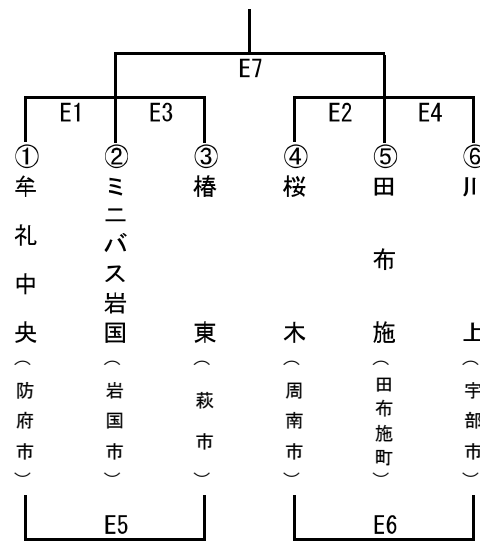 E7
E1
E3
E2
E4
①
牟礼中央
（防府市）
②
ミニバス岩国
（岩国市）
③
椿東
（萩市）
④
桜木
（周南市）
⑤
田布施
（田布施町）
⑥
川上
（宇部市）
E5
E6